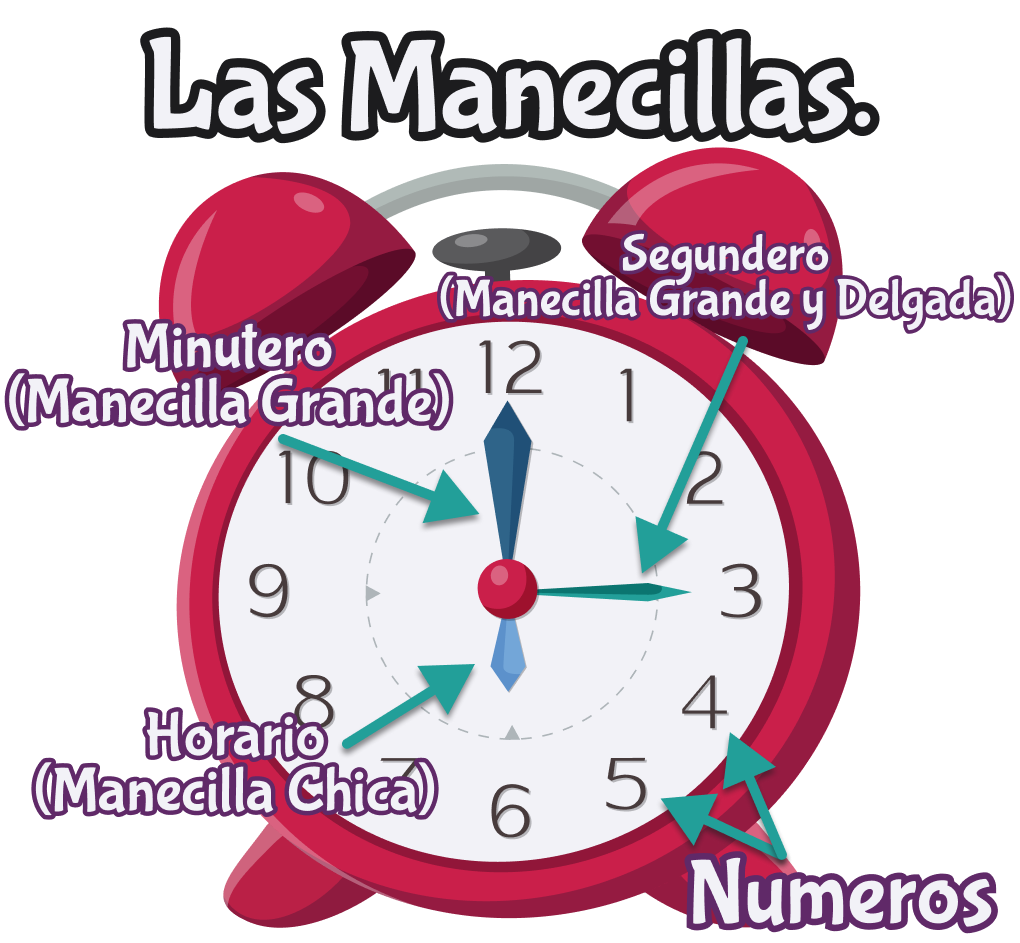 Las Manecillas.
Segundero
(Manecilla Grande y Delgada)
Minutero
(Manecilla Grande)
12
11
1
10
2
9
3
8
4
Horario
(Manecilla Chica)
7
5
6
Numeros